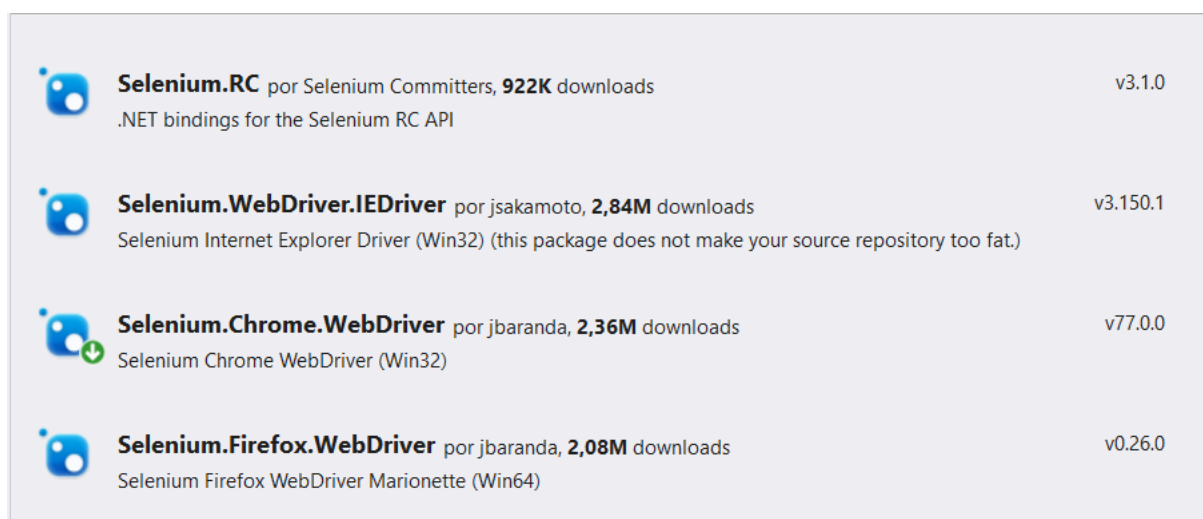 Selenium.RC por Selenium Committers, 922K downloads v3.1.0
.NET bindings for the Selenium RC API
Selenium.WebDriver.IEDriver por jsakamoto, 2,84M downloads v3.150.1
Selenium Internet Explorer Driver (Win32) (this package does not make your source repository too fat.)
Selenium.Chrome.WebDriver por jbaranda, 2,36M downloads v77.0.0
Selenium Chrome WebDriver (Win32)
Selenium.Firefox.WebDriver por jbaranda, 2,08M downloads v0.26.0
Selenium Firefox WebDriver Marionette (Win64)